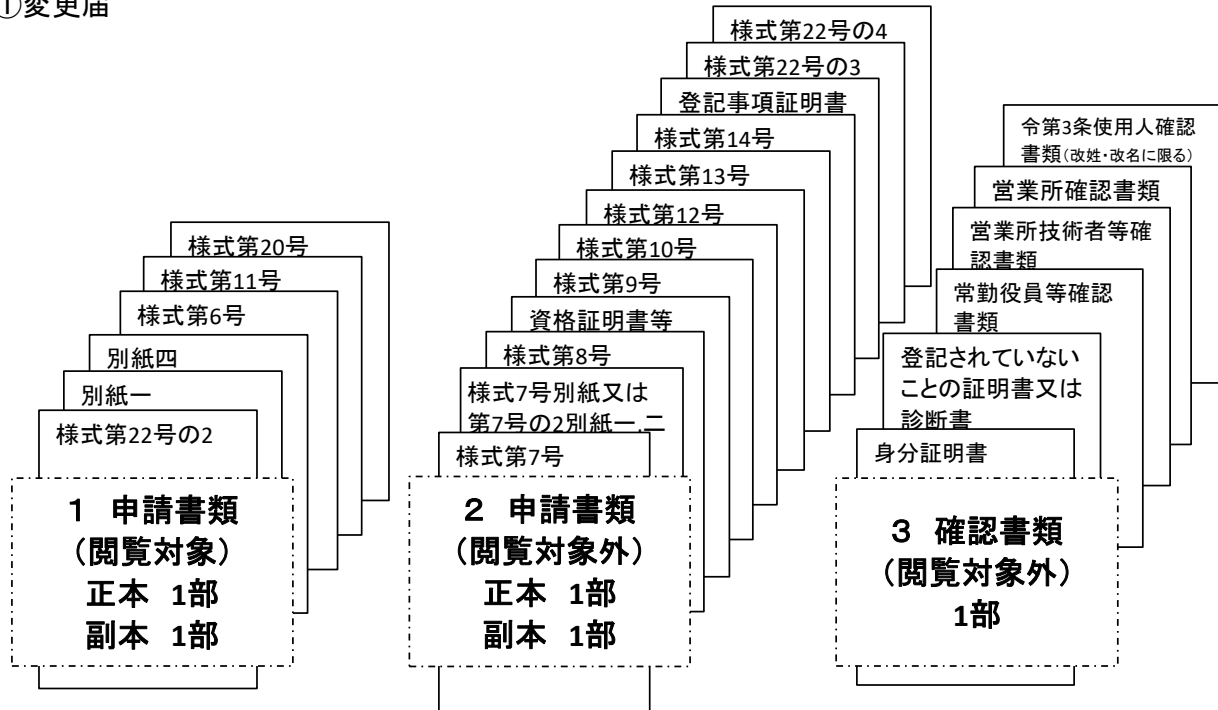 ①変更届
様式第20号
様式第11号
様式第6号
別紙四
別紙一
様式第22号の2
1 申請書類
(閲覧対象)
正本 1部
副本 1部
様式第22号の4
様式第22号の3
登記事項証明書
様式第14号
様式第13号
様式第12号
様式第10号
様式第9号
資格証明書等
様式第8号
様式7号別紙又は
第7号の2別紙一.二
様式第7号
2 申請書類
(閲覧対象外)
正本 1部
副本 1部
令第3条使用人確認
書類(改姓・改名に限る)
営業所確認書類
営業所技術者等確
認書類
常勤役員等確認
書類
登記されていない
ことの証明書又は
診断書
身分証明書
3 確認書類
(閲覧対象外)
1部